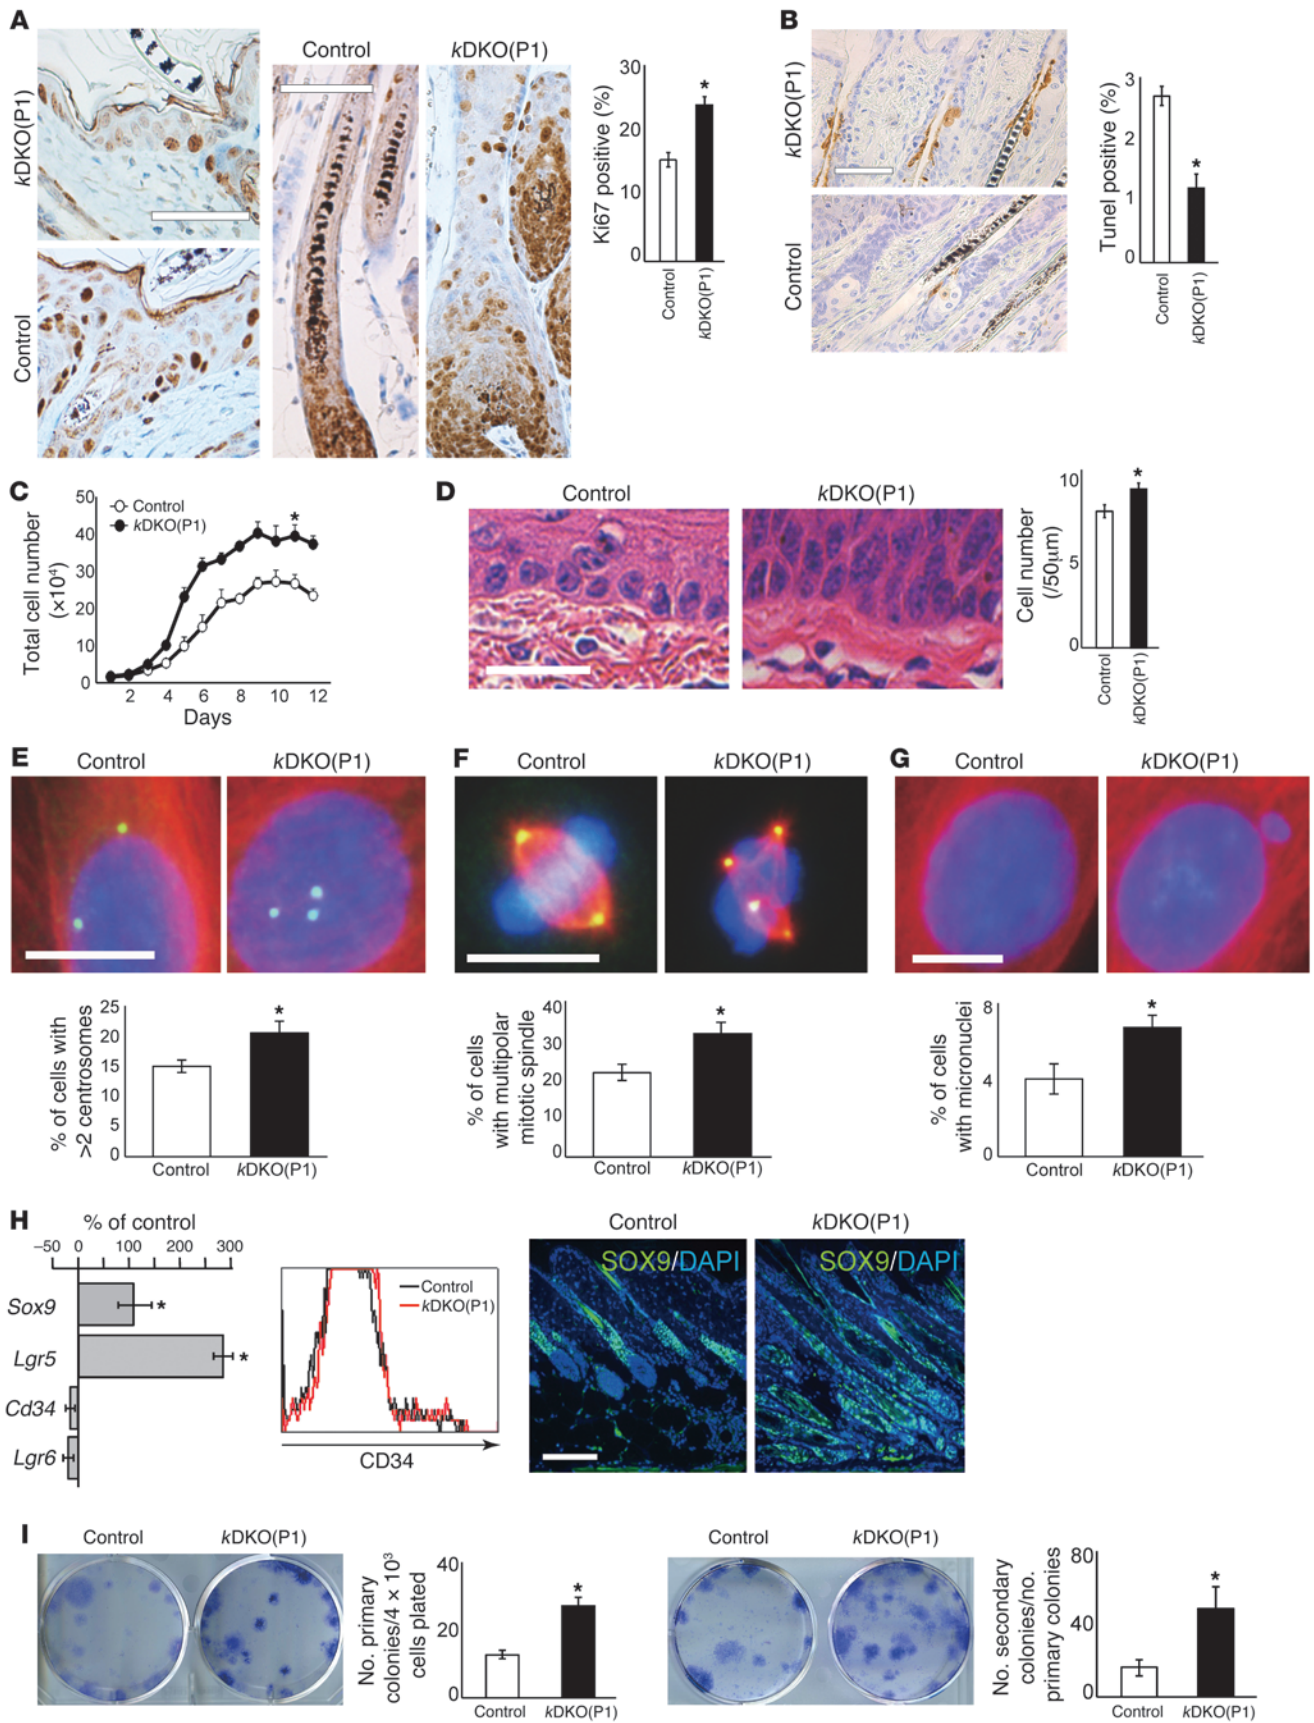 A
kDKO(P1)
Control
Control
kDKO(P1)
Ki67 positive (%)
30
20
10
0
*
Control
kDKO(P1)
B
kDKO(P1)
Control
Tunel positive (%)
3
2
1
0
*
Control
kDKO(P1)
C
Total cell number
(×10⁴)
50
40
30
20
10
0
Control
kDKO(P1)
*
2 4 6 8 10 12
Days
D
Control
kDKO(P1)
Cell number
(/50μm)
10
5
0
*
Control
kDKO(P1)
E
Control
kDKO(P1)
% of cells with
>2 centrosomes
25
20
15
10
5
0
*
Control
kDKO(P1)
F
Control
kDKO(P1)
% of cells
with multipolar
mitotic spindle
40
30
20
10
0
*
Control
kDKO(P1)
G
Control
kDKO(P1)
% of cells
with micronuclei
8
4
0
*
Control
kDKO(P1)
H
% of control
–50 0 100 200 300
Sox9 *
Lgr5 *
Cd34
Lgr6
Control
kDKO(P1)
CD34
Control
kDKO(P1)
SOX9/DAPI
SOX9/DAPI
I
Control
kDKO(P1)
No. primary
colonies/4 × 10³
cells plated
40
20
0
*
Control
kDKO(P1)
Control
kDKO(P1)
No. secondary
colonies/no.
primary colonies
80
40
0
*
Control
kDKO(P1)